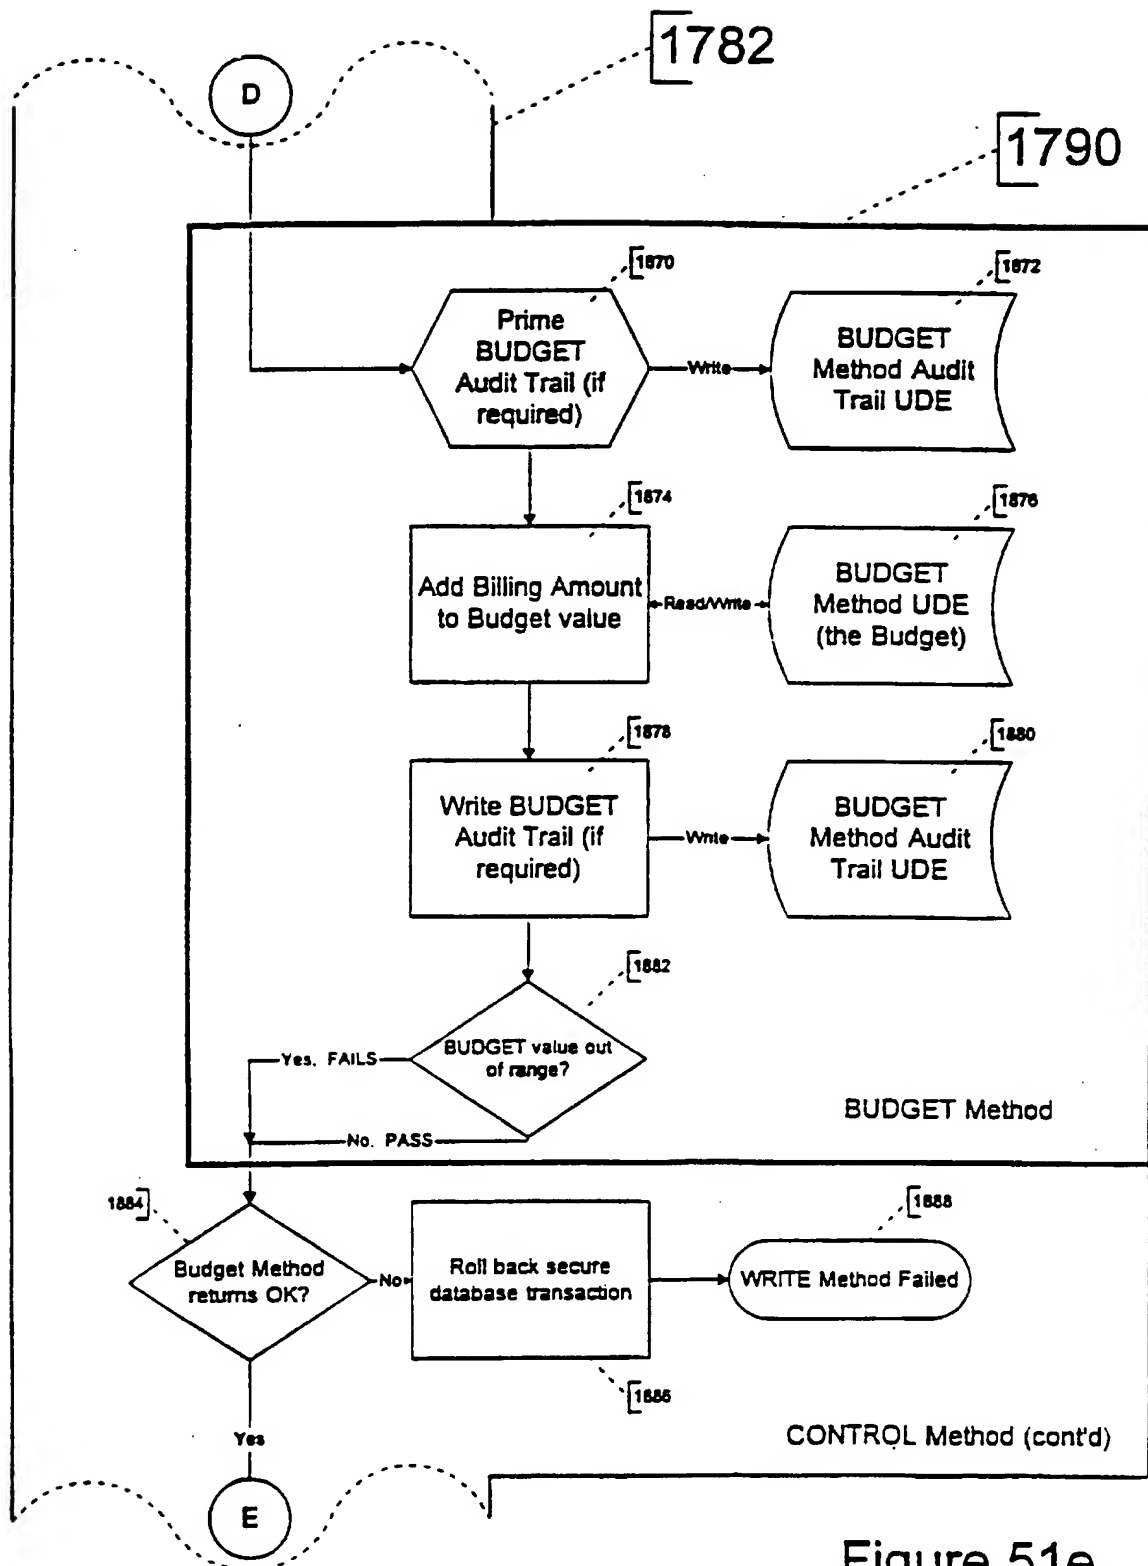 1782
D
1790
1870
Prime
BUDGET
Audit Trail (if
required)
Write
1872
BUDGET
Method Audit
Trail UDE
1874
Add Billing Amount
to Budget value
Read/Write
1876
BUDGET
Method UDE
(the Budget)
1878
Write BUDGET
Audit Trail (if
required)
Write
1880
BUDGET
Method Audit
Trail UDE
1882
BUDGET value out
of range?
Yes, FAILS
No, PASS
BUDGET Method
1884
Budget Method
returns OK?
No
Roll back secure
database transaction
1886
1888
WRITE Method Failed
Yes
CONTROL Method (cont'd)
E
Figure 51e